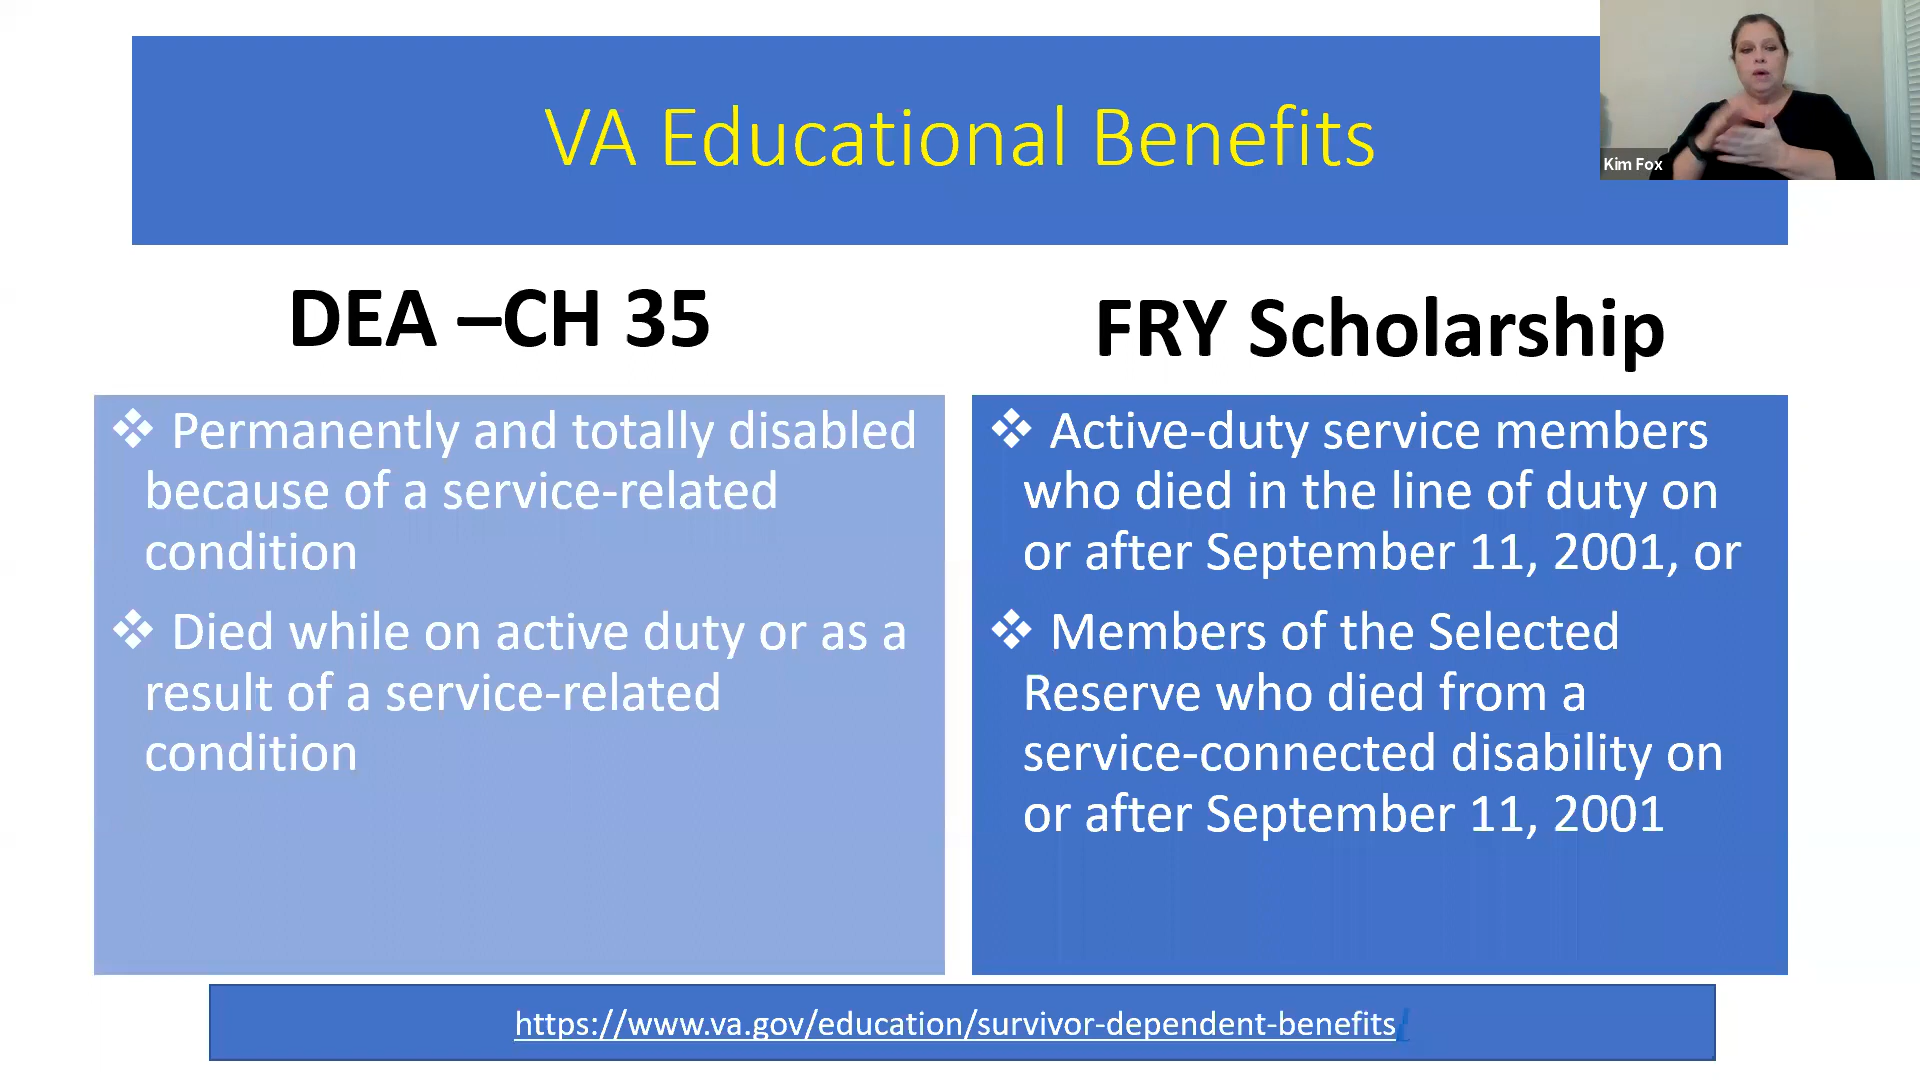 VA Educational Benefits
Kim Fox
DEA –CH 35
❖ Permanently and totally disabled
because of a service-related
condition
❖ Died while on active duty or as a
result of a service-related
condition
FRY Scholarship
❖ Active-duty service members
who died in the line of duty on
or after September 11, 2001, or
❖ Members of the Selected
Reserve who died from a
service-connected disability on
or after September 11, 2001
https://www.va.gov/education/survivor-dependent-benefits/